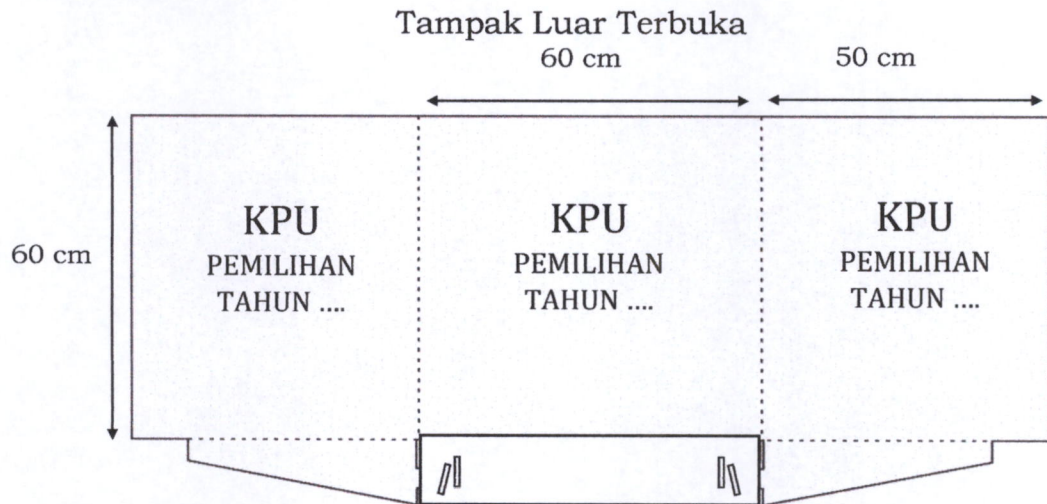 Tampak Luar Terbuka
60 cm
50 cm
60 cm
KPU
PEMILIHAN
TAHUN ....
KPU
PEMILIHAN
TAHUN ....
KPU
PEMILIHAN
TAHUN ....